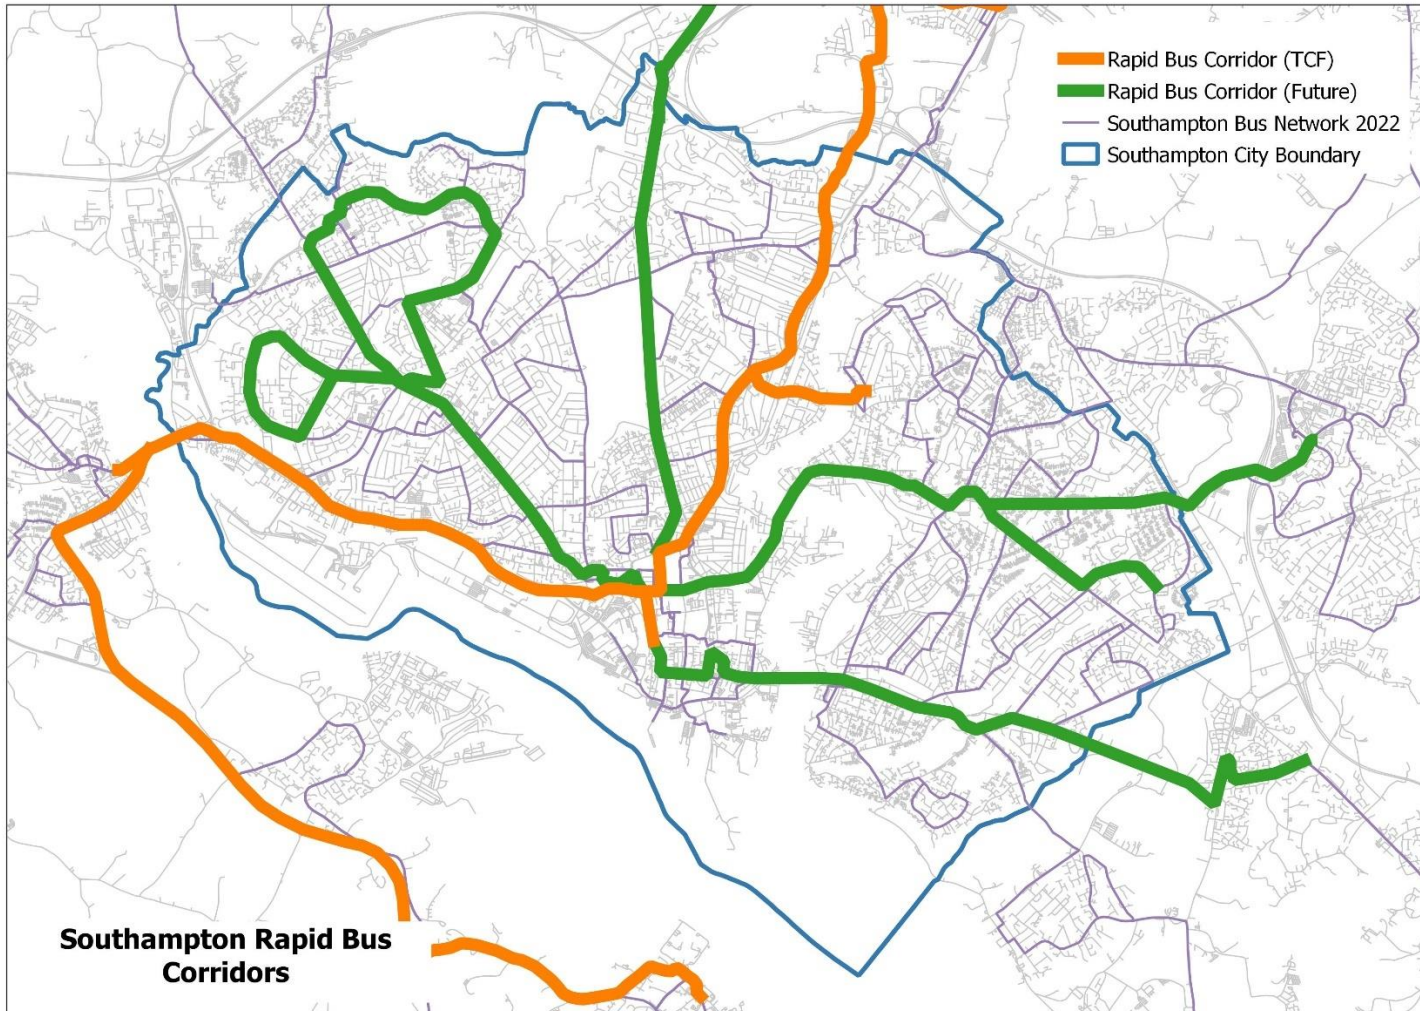 Rapid Bus Corridor (TCF)
Rapid Bus Corridor (Future)
Southampton Bus Network 2022
Southampton City Boundary
Southampton Rapid Bus
Corridors